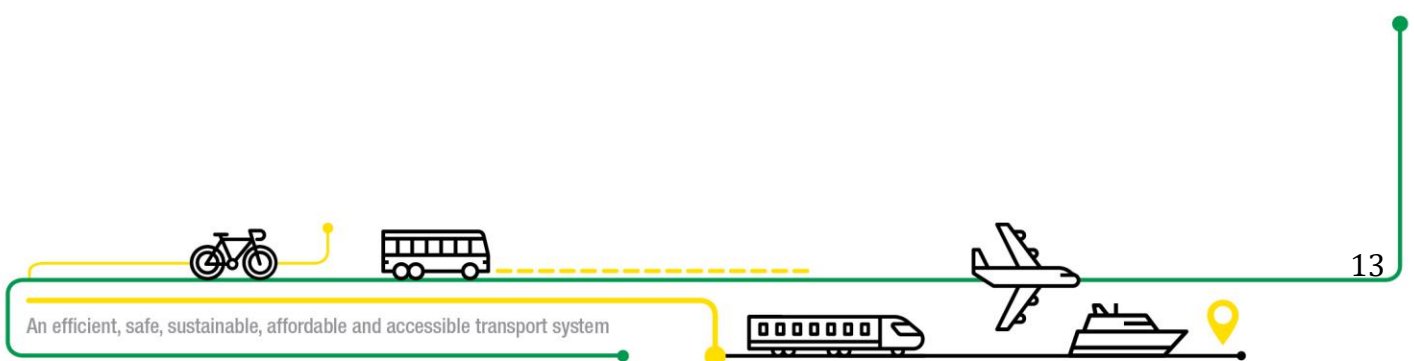 13
An efficient, safe, sustainable, affordable and accessible transport system